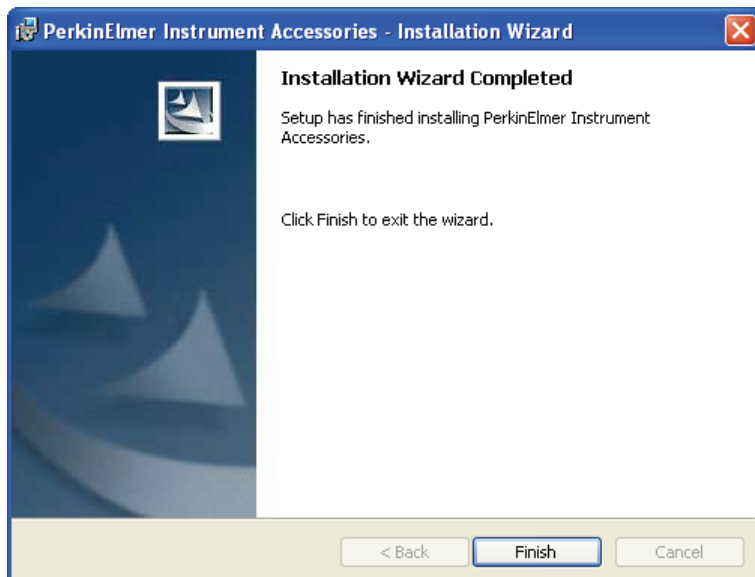 PerkinElmer Instrument Accessories - Installation Wizard
Installation Wizard Completed
Setup has finished installing PerkinElmer Instrument
Accessories.
Click Finish to exit the wizard.
< Back
Finish
Cancel